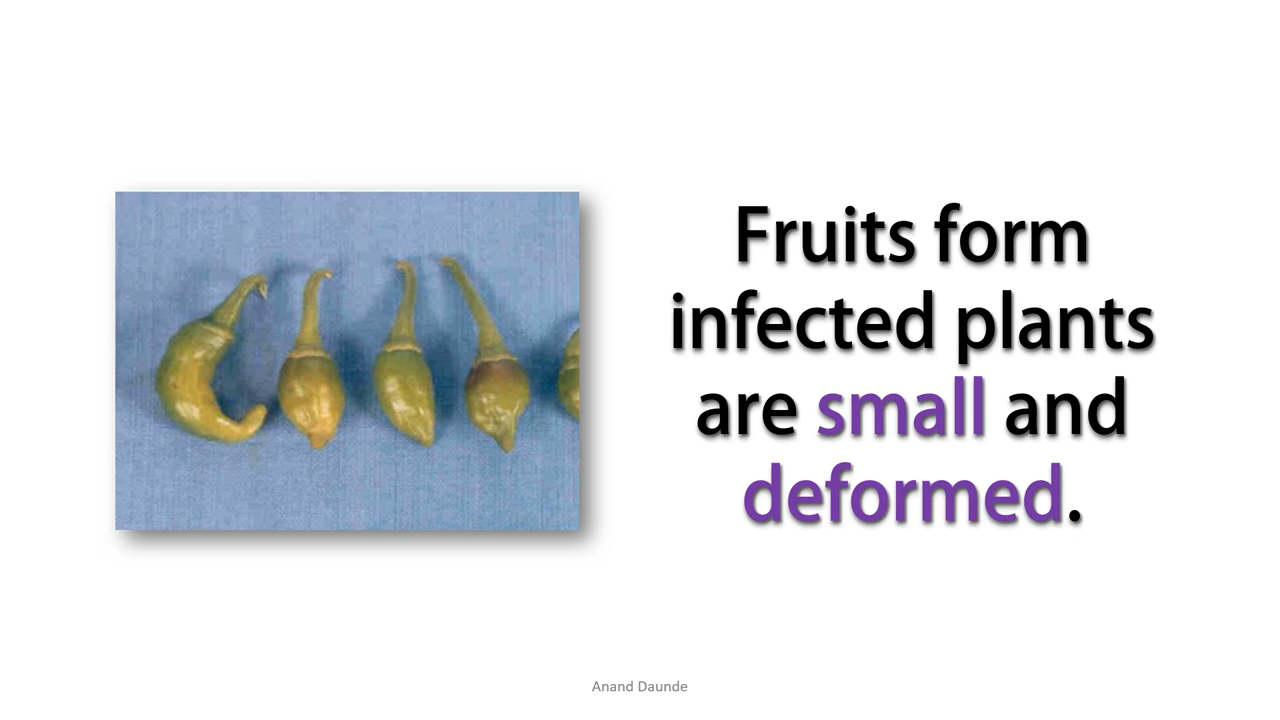 Fruits form
infected plants
are small and
deformed.
Anand Daunde